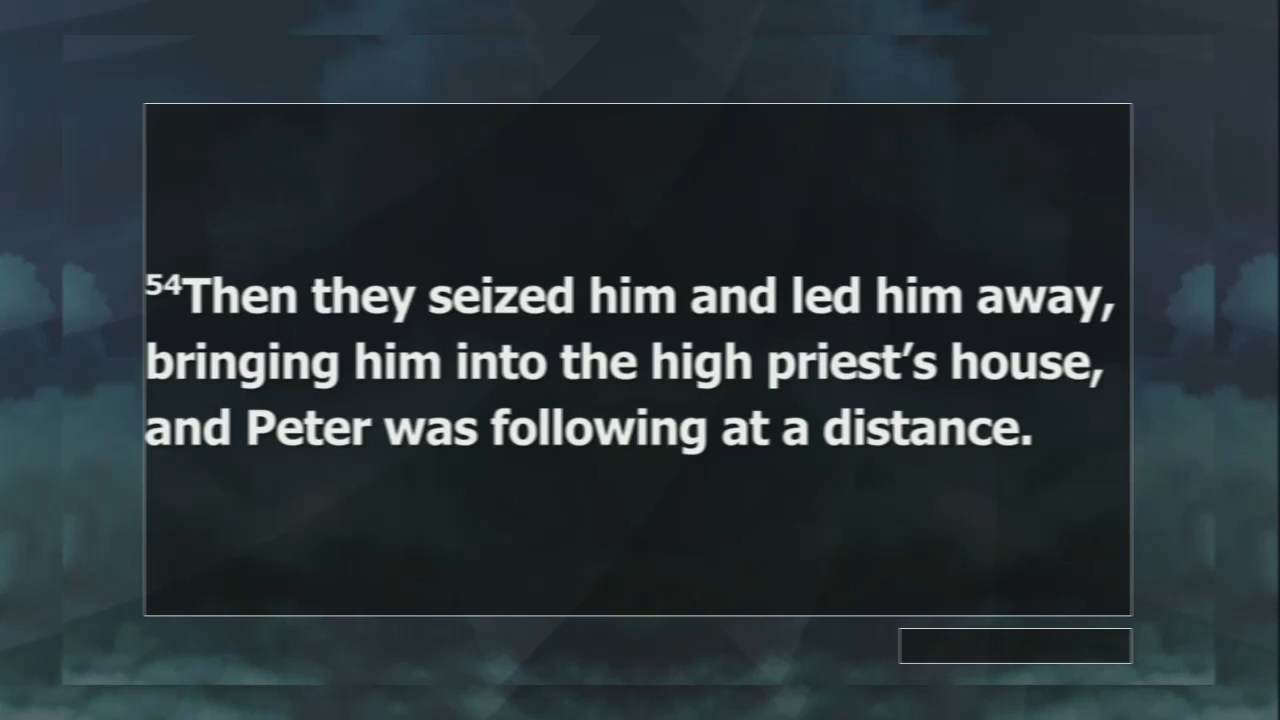 ⁵⁴Then they seized him and led him away,
bringing him into the high priest’s house,
and Peter was following at a distance.